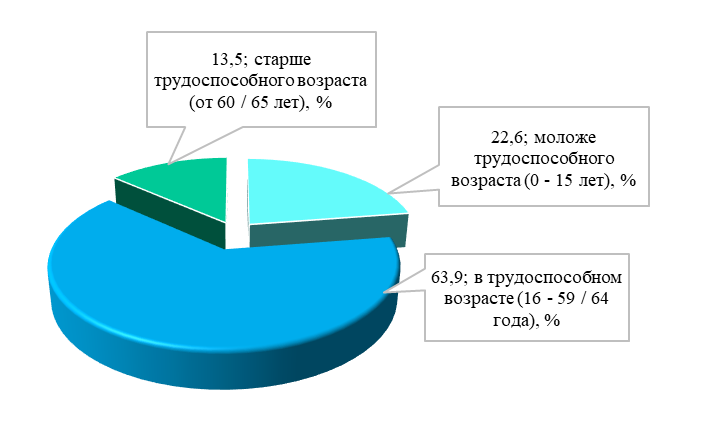 13,5; старше
трудоспособного возраста
(от 60 / 65 лет), %
22,6; моложе
трудоспособного
возраста (0 - 15 лет), %
63,9; в трудоспособном
возрасте (16 - 59 / 64
года), %